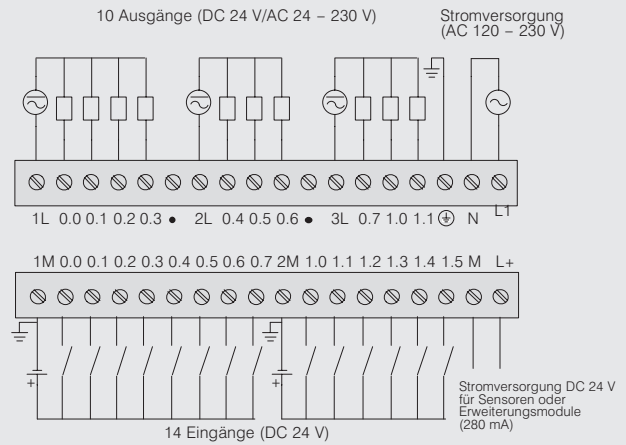 10 Ausgänge (DC 24 V/AC 24 – 230 V)
Stromversorgung
(AC 120 – 230 V)
1L 0.0 0.1 0.2 0.3 ● 2L 0.4 0.5 0.6 ● 3L 0.7 1.0 1.1 N L1
1M 0.0 0.1 0.2 0.3 0.4 0.5 0.6 0.7 2M 1.0 1.1 1.2 1.3 1.4 1.5 M L+
+
+
Stromversorgung DC 24 V
für Sensoren oder
Erweiterungsmodule
(280 mA)
14 Eingänge (DC 24 V)